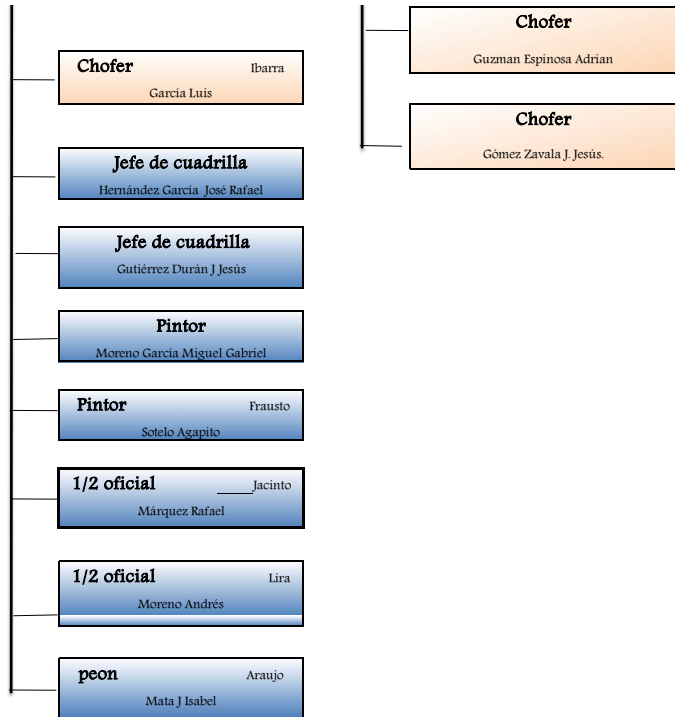 Chofer Ibarra
García Luis
Jefe de cuadrilla
Hernández García José Rafael
Jefe de cuadrilla
Gutiérrez Durán J Jesús
Pintor
Moreno García Miguel Gabriel
Pintor Frausto
Sotelo Agapito
1/2 oficial ______Jacinto
Márquez Rafael
1/2 oficial Lira
Moreno Andrés
peon Araujo
Mata J Isabel
Chofer
Guzman Espinosa Adrian
Chofer
Gómez Zavala J. Jesús.